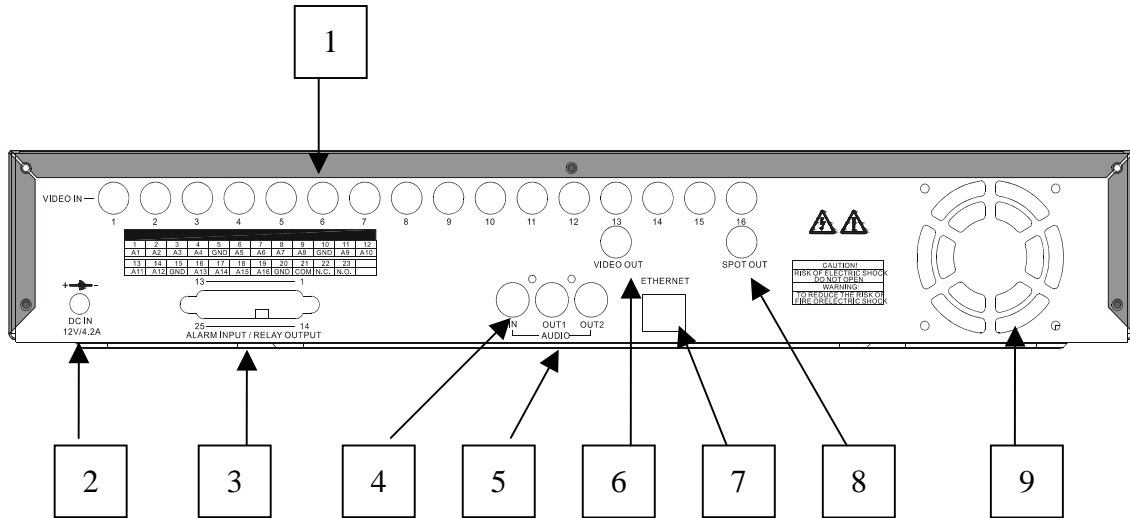 1
VIDEO IN
1 2 3 4 5 6 7 8 9 10 11 12 13 14 15 16
1 2 3 4 5 6 7 8 9 10 11 12
A1 A2 A3 A4 GND A5 A6 A7 A8 GND A9 A10
13 14 15 16 17 18 19 20 21 22 23
A11 A12 GND A13 A14 A15 A16 GND COM N.C. N.O.
13 1
25 14
ALARM INPUT / RELAY OUTPUT
+ -
DC IN
12V/4.2A
IN OUT1 OUT2
AUDIO
VIDEO OUT
ETHERNET
SPOT OUT
CAUTION!
RISK OF ELECTRIC SHOCK
DO NOT OPEN
WARNING:
TO REDUCE THE RISK OF
FIRE ORELECTRIC SHOCK
2 3 4 5 6 7 8 9